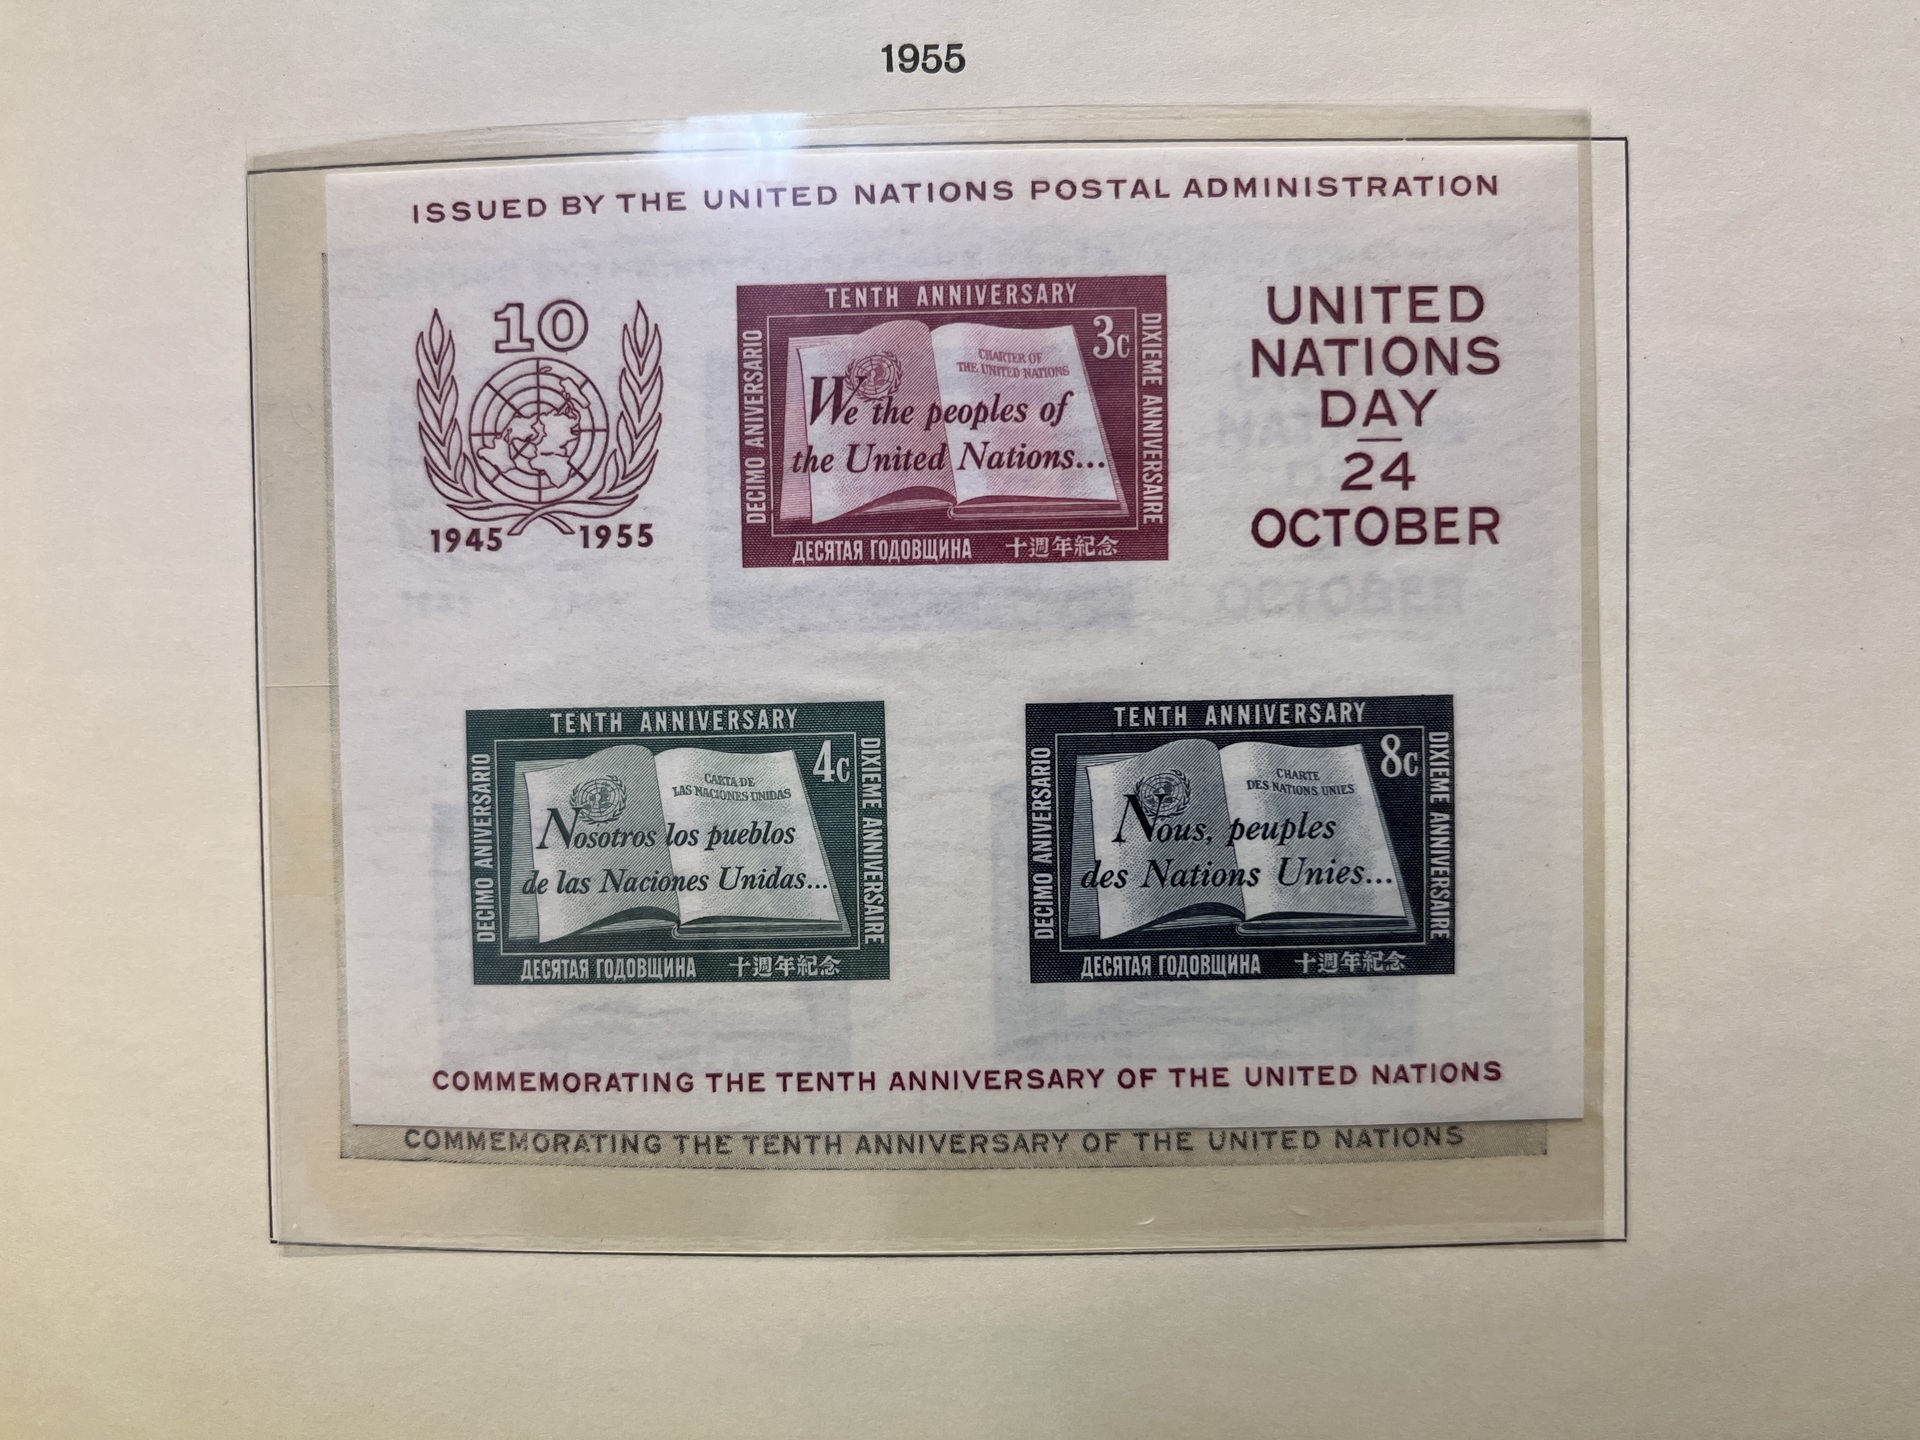 1955
ISSUED BY THE UNITED NATIONS POSTAL ADMINISTRATION
10
1945 1955
TENTH ANNIVERSARY
DECIMO ANIVERSARIO
3c
CHARTER OF
THE UNITED NATIONS
We the peoples of
the United Nations...
DIXIEME ANNIVERSAIRE
ДЕСЯТАЯ ГОДОВЩИНА 十週年紀念
UNITED
NATIONS
DAY
24
OCTOBER
TENTH ANNIVERSARY
DECIMO ANIVERSARIO
4c
CARTA DE
LAS NACIONES UNIDAS
Nosotros los pueblos
de las Naciones Unidas...
DIXIEME ANNIVERSAIRE
ДЕСЯТАЯ ГОДОВЩИНА 十週年紀念
TENTH ANNIVERSARY
DECIMO ANIVERSARIO
8c
CHARTE
DES NATIONS UNIES
Nous, peuples
des Nations Unies...
DIXIEME ANNIVERSAIRE
ДЕСЯТАЯ ГОДОВЩИНА 十週年紀念
COMMEMORATING THE TENTH ANNIVERSARY OF THE UNITED NATIONS
COMMEMORATING THE TENTH ANNIVERSARY OF THE UNITED NATIONS